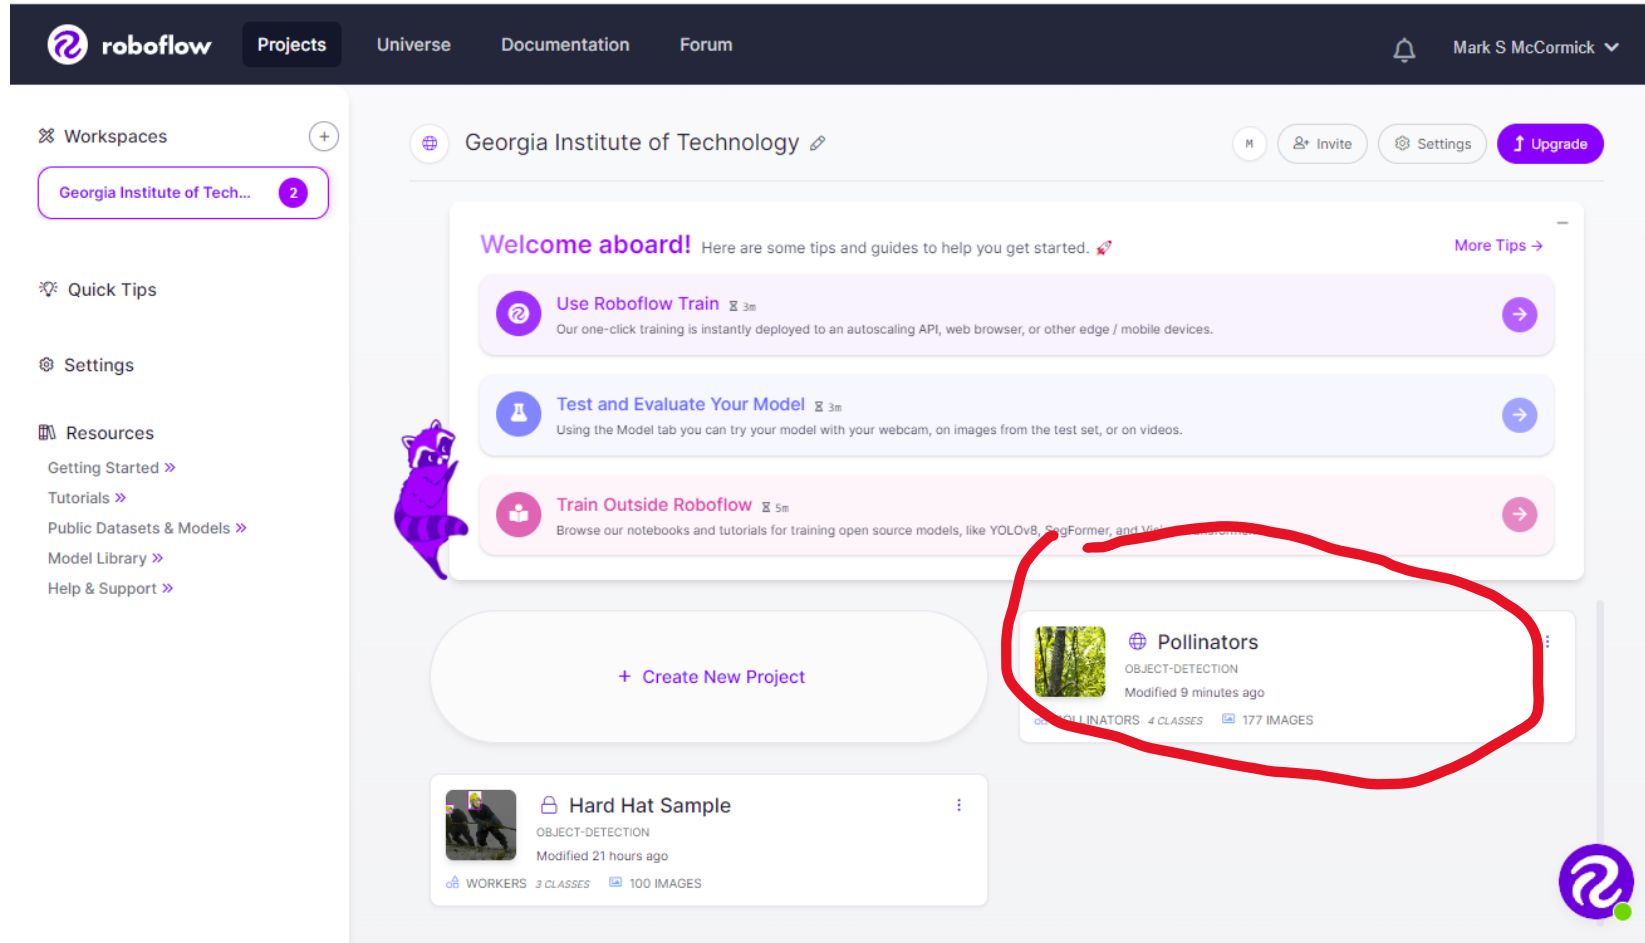 roboflow
Projects
Universe
Documentation
Forum
Mark S McCormick
Workspaces
Georgia Institute of Tech...
2
Quick Tips
Settings
Resources
Getting Started
Tutorials
Public Datasets & Models
Model Library
Help & Support
Georgia Institute of Technology
M
Invite
Settings
Upgrade
Welcome aboard! Here are some tips and guides to help you get started. 🚀
More Tips →
Use Roboflow Train 3m
Our one-click training is instantly deployed to an autoscaling API, web browser, or other edge / mobile devices.
Test and Evaluate Your Model 3m
Using the Model tab you can try your model with your webcam, on images from the test set, or on videos.
Train Outside Roboflow 5m
Browse our notebooks and tutorials for training open source models, like YOLOv8, SegFormer, and
+ Create New Project
Pollinators
OBJECT-DETECTION
Modified 9 minutes ago
POLLINATORS 4 CLASSES 177 IMAGES
Hard Hat Sample
OBJECT-DETECTION
Modified 21 hours ago
WORKERS 3 CLASSES 100 IMAGES